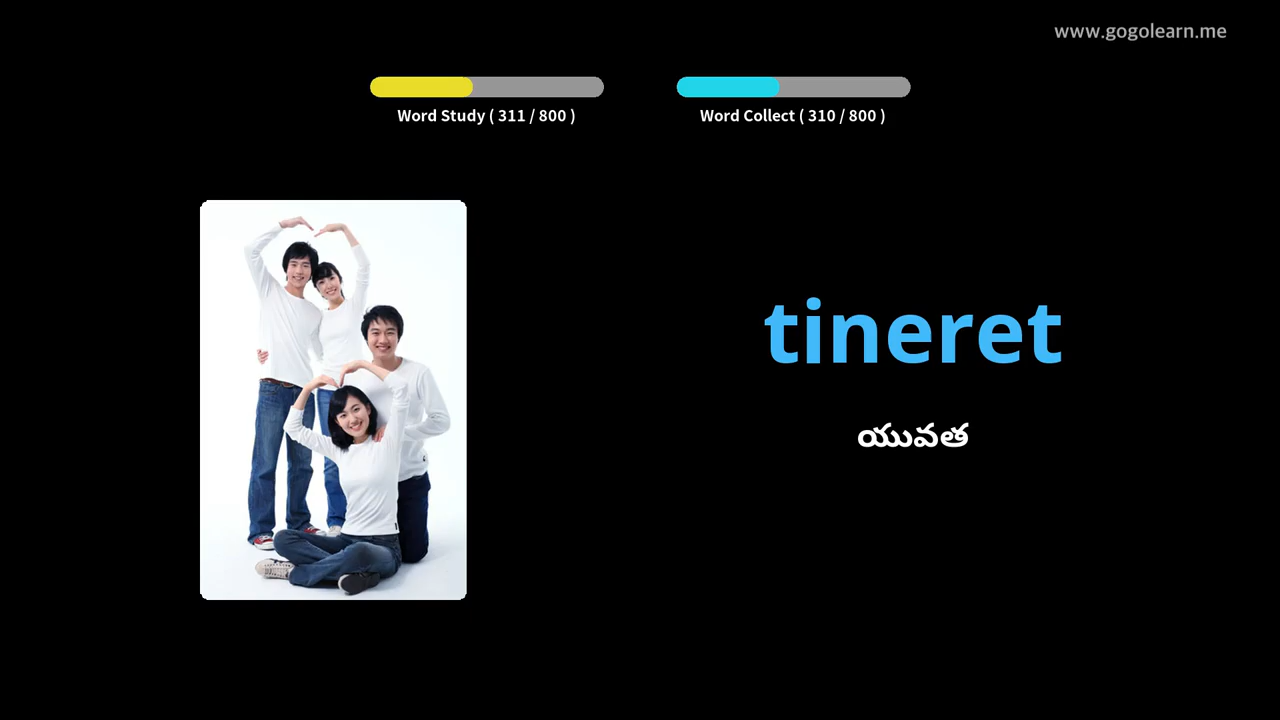 www.gogolearn.me
Word Study ( 311 / 800 )
Word Collect ( 310 / 800 )
tineret
యువత